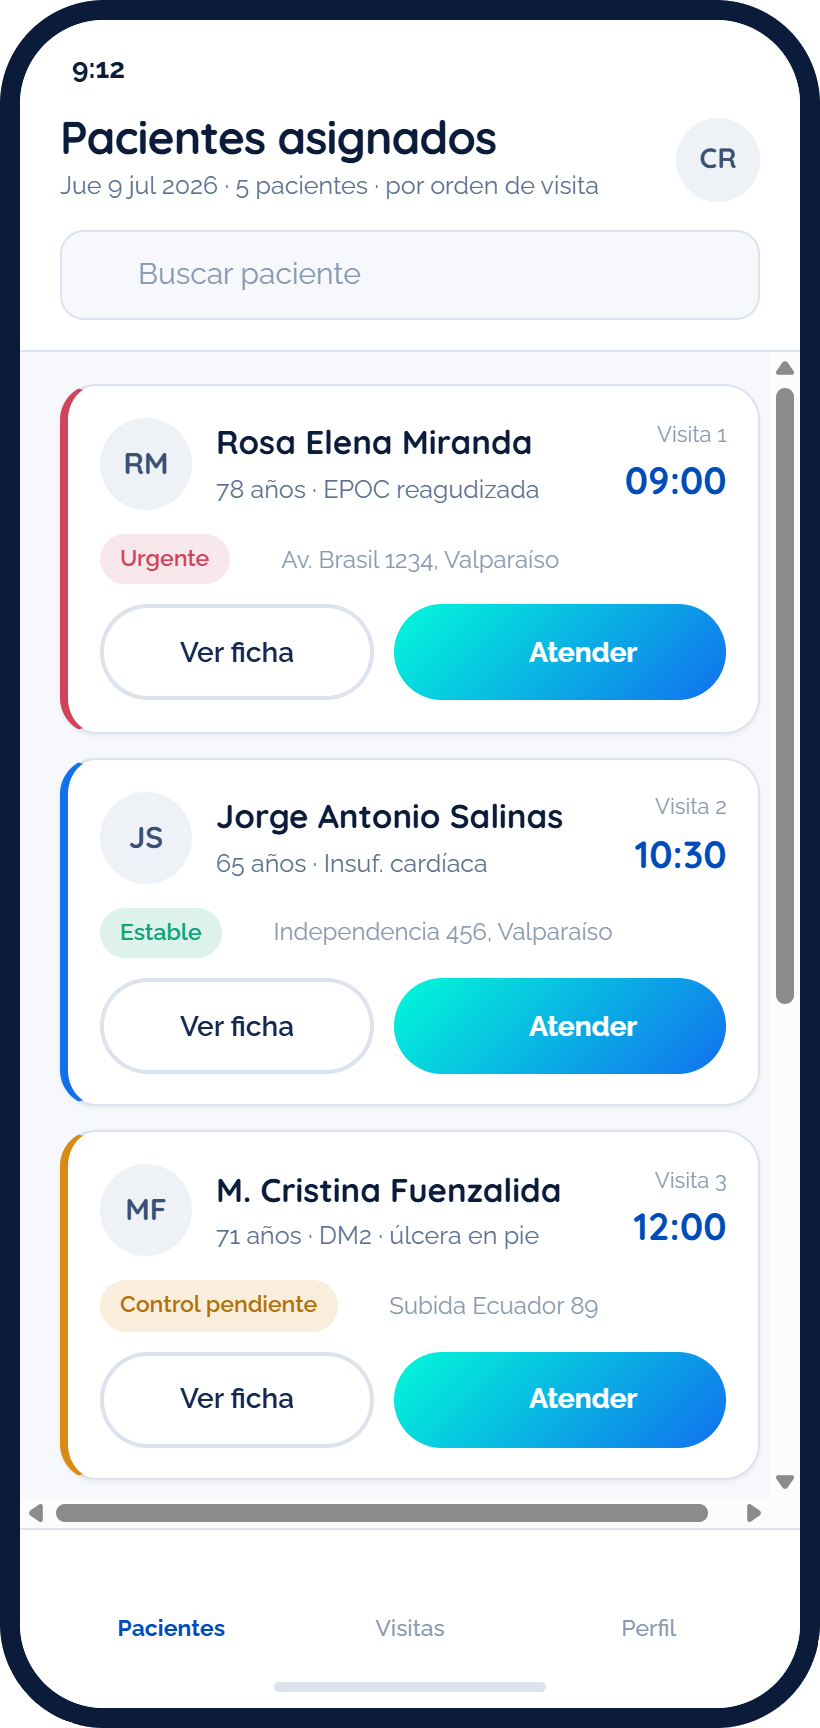 9:12
Pacientes asignados
Jue 9 jul 2026 · 5 pacientes · por orden de visita
CR
Buscar paciente
RM
Rosa Elena Miranda
78 años · EPOC reagudizada
Visita 1
09:00
Urgente
Av. Brasil 1234, Valparaíso
Ver ficha
Atender
JS
Jorge Antonio Salinas
65 años · Insuf. cardíaca
Visita 2
10:30
Estable
Independencia 456, Valparaíso
Ver ficha
Atender
MF
M. Cristina Fuenzalida
71 años · DM2 · úlcera en pie
Visita 3
12:00
Control pendiente
Subida Ecuador 89
Ver ficha
Atender
Pacientes
Visitas
Perfil